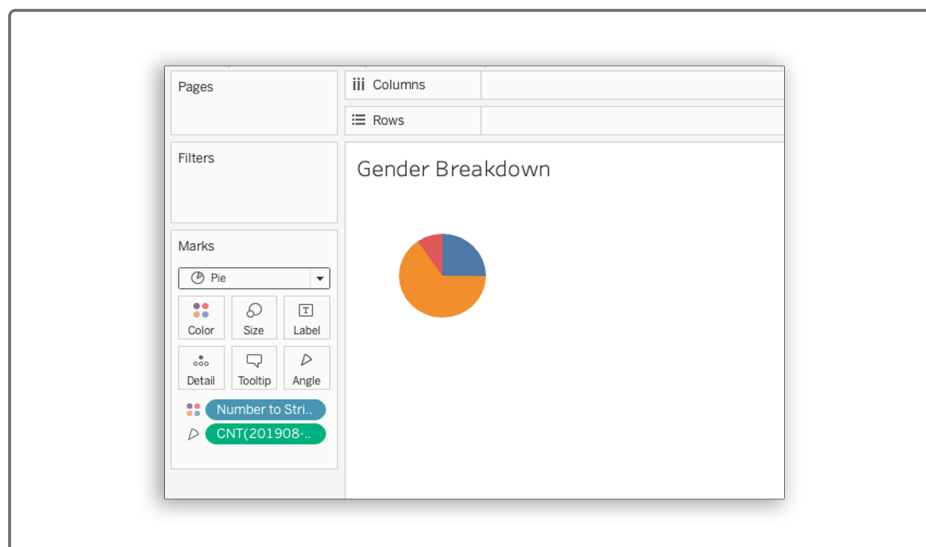 Pages
Columns
Rows
Filters
Gender Breakdown
Marks
Pie
Color Size Label
T
Detail Tooltip Angle
Number to Stri..
CNT(201908-..